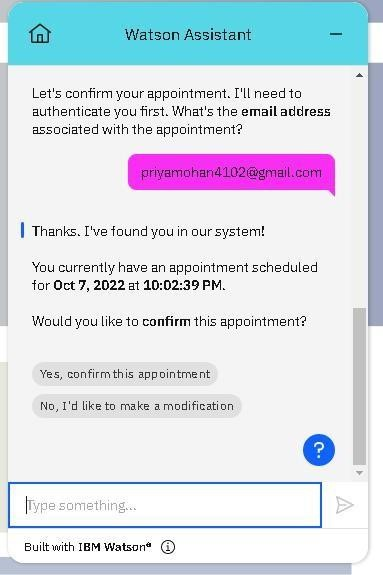 Watson Assistant
Let's confirm your appointment. I'll need to
authenticate you first. What's the email address
associated with the appointment?
priyamohan4102@gmail.com
Thanks. I've found you in our system!
You currently have an appointment scheduled
for Oct 7, 2022 at 10:02:39 PM.
Would you like to confirm this appointment?
Yes, confirm this appointment
No, I'd like to make a modification
?
Type something...
Built with IBM Watson®